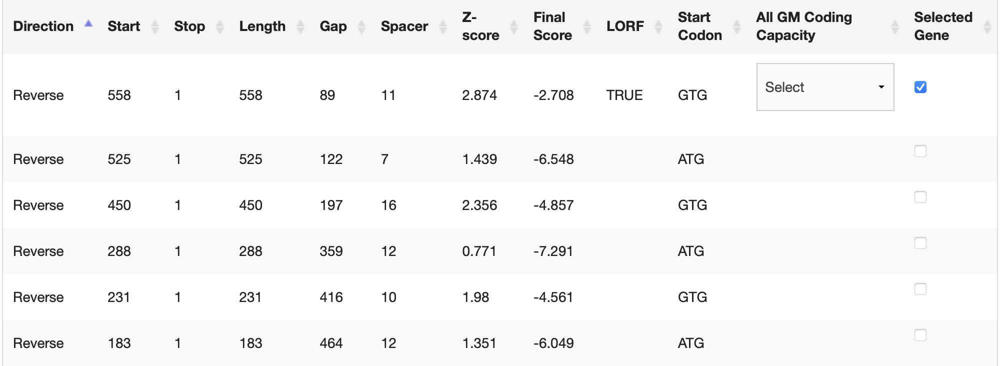 Direction Start Stop Length Gap Spacer Z-score Final Score LORF Start Codon All GM Coding Capacity Selected Gene
Reverse 558 1 558 89 11 2.874 -2.708 TRUE GTG Select
Reverse 525 1 525 122 7 1.439 -6.548 ATG
Reverse 450 1 450 197 16 2.356 -4.857 GTG
Reverse 288 1 288 359 12 0.771 -7.291 ATG
Reverse 231 1 231 416 10 1.98 -4.561 GTG
Reverse 183 1 183 464 12 1.351 -6.049 ATG